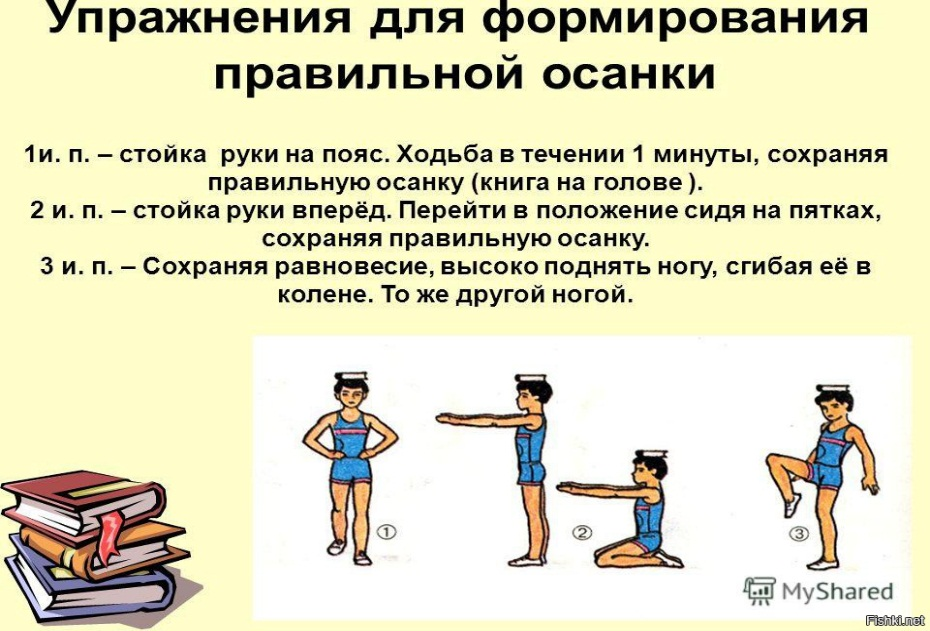 Упражнения для формирования
правильной осанки
1и. п. – стойка руки на пояс. Ходьба в течении 1 минуты, сохраняя
правильную осанку (книга на голове ).
2 и. п. – стойка руки вперёд. Перейти в положение сидя на пятках,
сохраняя правильную осанку.
3 и. п. – Сохраняя равновесие, высоко поднять ногу, сгибая её в
колене. То же другой ногой.
1
2
3
MyShared
Fishki.net